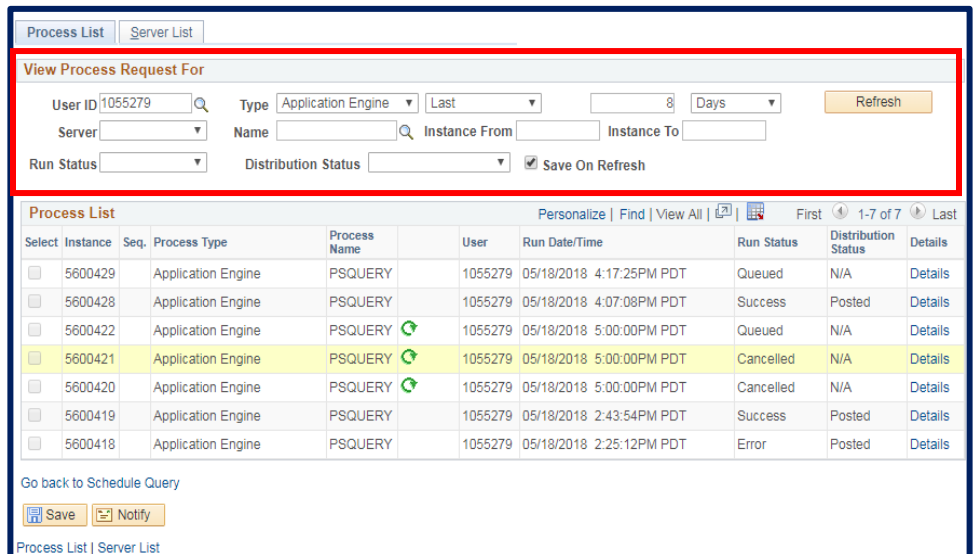 Process List Server List
View Process Request For
User ID 1055279 Type Application Engine Last 8 Days Refresh
Server Name Instance From Instance To
Run Status Distribution Status Save On Refresh
Process List Personalize | Find | View All | | First 1-7 of 7 Last
Select Instance Seq. Process Type Process Name User Run Date/Time Run Status Distribution Status Details
5600429 Application Engine PSQUERY 1055279 05/18/2018 4:17:25PM PDT Queued N/A Details
5600428 Application Engine PSQUERY 1055279 05/18/2018 4:07:08PM PDT Success Posted Details
5600422 Application Engine PSQUERY 1055279 05/18/2018 5:00:00PM PDT Queued N/A Details
5600421 Application Engine PSQUERY 1055279 05/18/2018 5:00:00PM PDT Cancelled N/A Details
5600420 Application Engine PSQUERY 1055279 05/18/2018 5:00:00PM PDT Cancelled N/A Details
5600419 Application Engine PSQUERY 1055279 05/18/2018 2:43:54PM PDT Success Posted Details
5600418 Application Engine PSQUERY 1055279 05/18/2018 2:25:12PM PDT Error Posted Details
Go back to Schedule Query
Save Notify
Process List | Server List